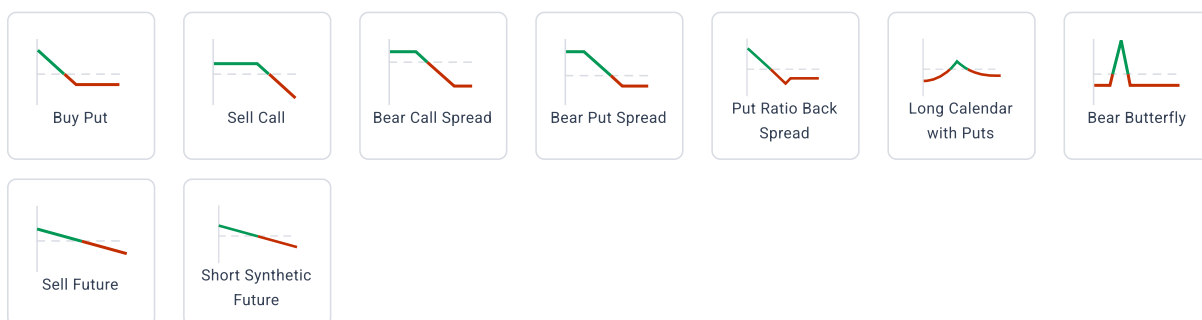 Buy Put
Sell Call
Bear Call Spread
Bear Put Spread
Put Ratio Back
Spread
Long Calendar
with Puts
Bear Butterfly
Sell Future
Short Synthetic
Future